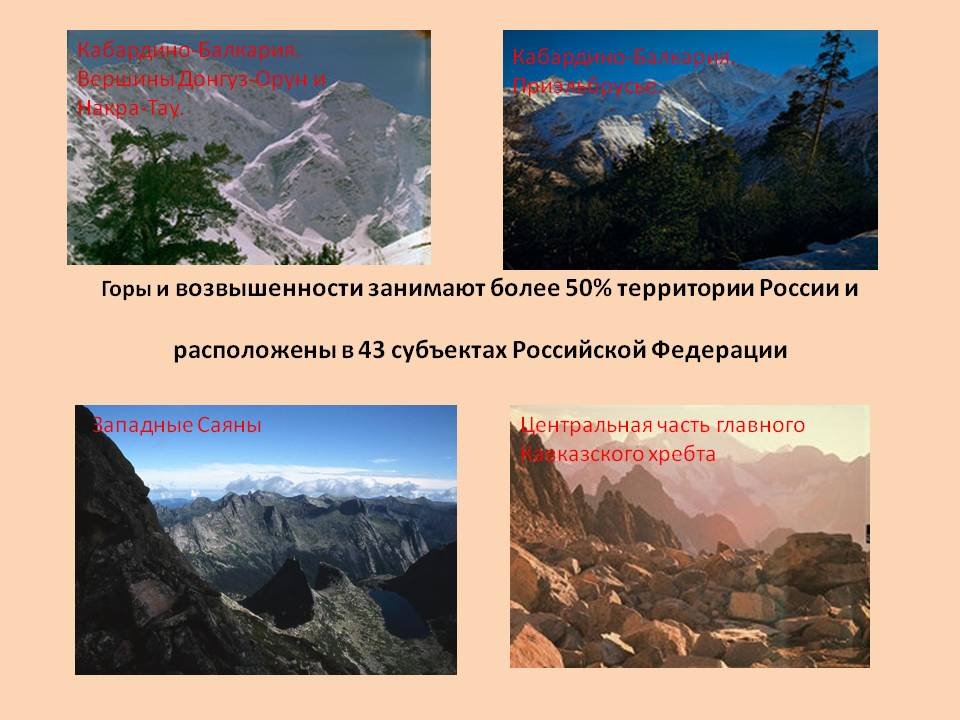 Кабардино-Балкария.
Вершины Донгуз-Орун и
Накра-Тау.
Кабардино-Балкария.
Приэльбрусье.
Горы и возвышенности занимают более 50% территории России и
расположены в 43 субъектах Российской Федерации
Западные Саяны
Центральная часть главного
Кавказского хребта